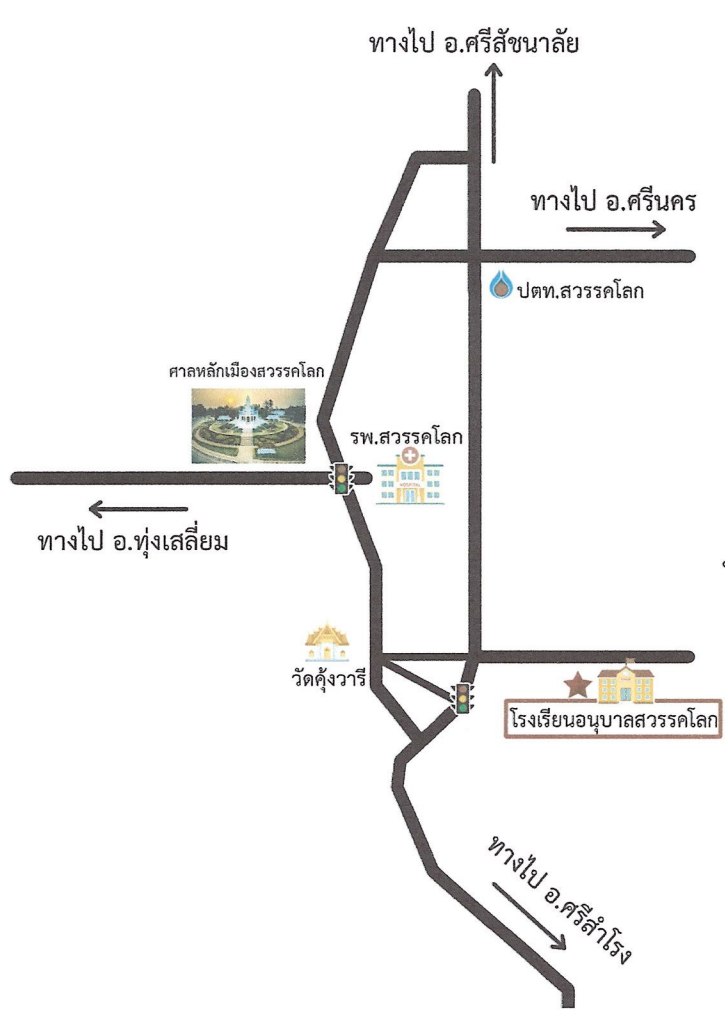 ทางไป อ.ศรีสัชนาลัย
ทางไป อ.ศรีนคร
ปตท.สวรรคโลก
ศาลหลักเมืองสวรรคโลก
รพ.สวรรคโลก
HOSPITAL
ทางไป อ.ทุ่งเสลี่ยม
วัดคุ้งวารี
โรงเรียนอนุบาลสวรรคโลก
ทางไป อ.ศรีสำโรง